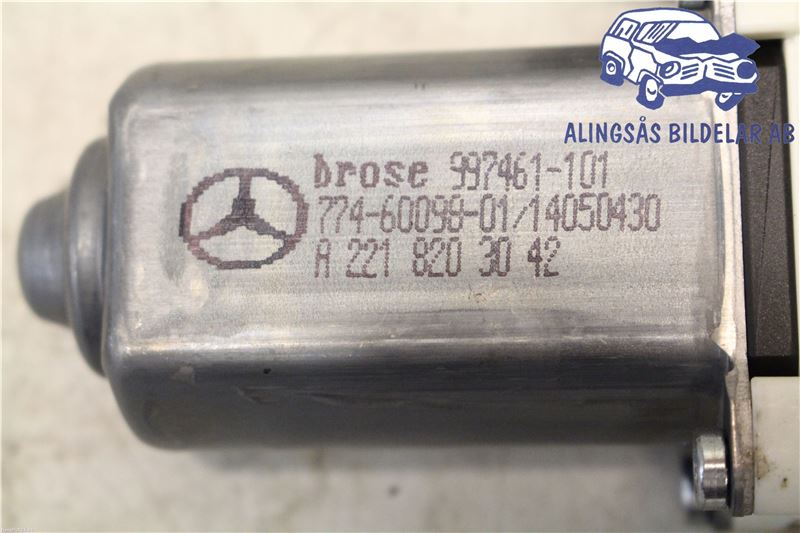 ALINGSÅS BILDELAR AB
brose 997461-101
774-60098-01/14050430
A 221 820 30 42